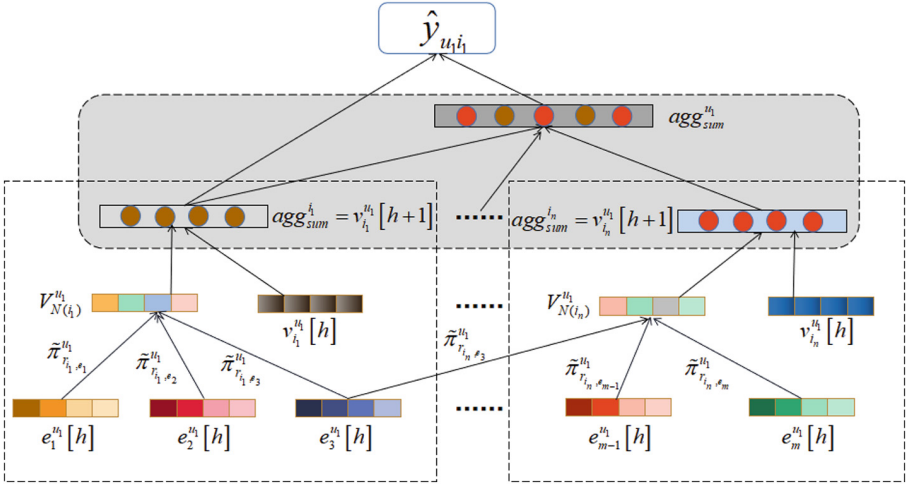 ŷ_{u_1 i_1}
agg_{sum}^{u_1}
agg_{sum}^{i_1} = v_{i_1}^{u_1}[h+1] ...... agg_{sum}^{i_n} = v_{i_n}^{u_1}[h+1]
V_{N(i_1)}^{u_1} v_{i_1}^{u_1}[h] ...... V_{N(i_n)}^{u_1} v_{i_n}^{u_1}[h]
π̃_{r_{i_1,e_1}}^{u_1} π̃_{r_{i_1,e_2}}^{u_1} π̃_{r_{i_1,e_3}}^{u_1} π̃_{r_{i_n,e_3}}^{u_1} π̃_{r_{i_n,e_{m-1}}}^{u_1} π̃_{r_{i_n,e_m}}^{u_1}
......
e_1^{u_1}[h] e_2^{u_1}[h] e_3^{u_1}[h] e_{m-1}^{u_1}[h] e_m^{u_1}[h]